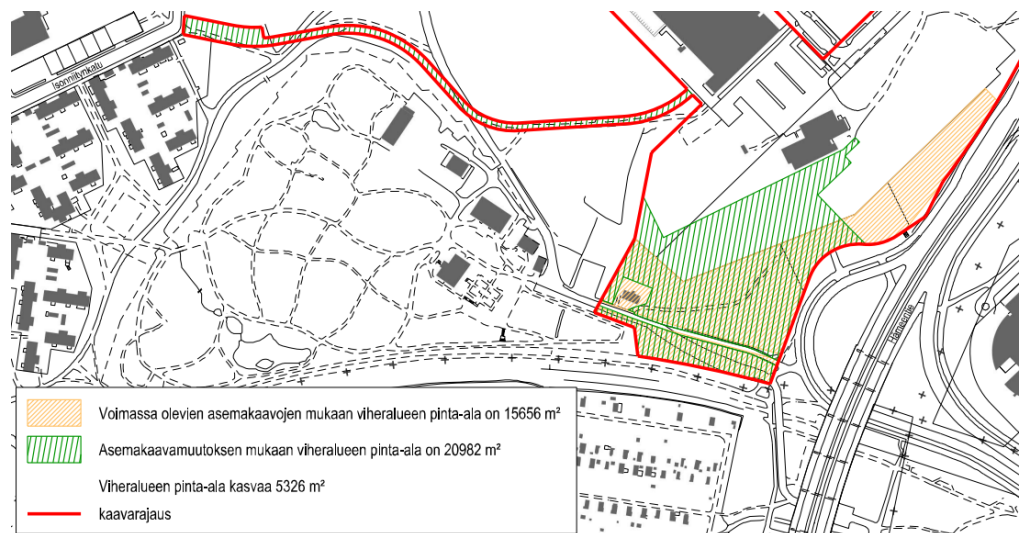 Isonniitynkatu
Hämeentie
Voimassa olevien asemakaavojen mukaan viheralueen pinta-ala on 15656 m²
Asemakaavamuutoksen mukaan viheralueen pinta-ala on 20982 m²
Viheralueen pinta-ala kasvaa 5326 m²
kaavarajaus